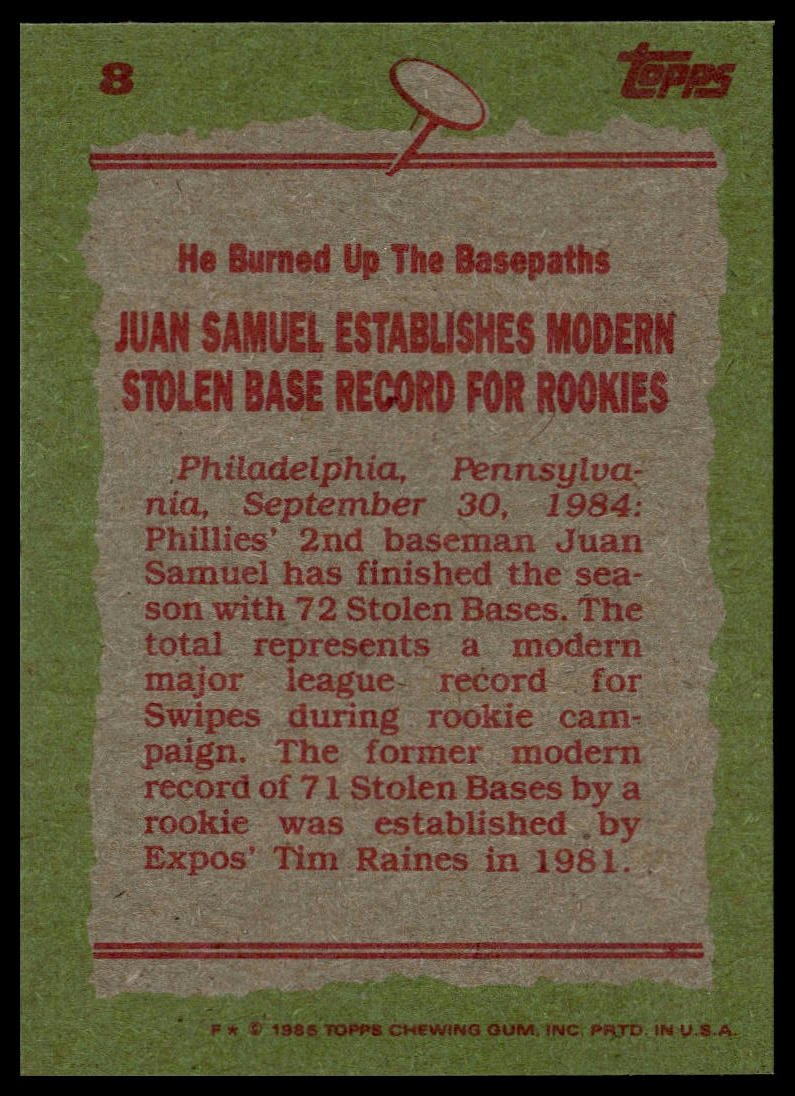 8
TOPPS
He Burned Up The Basepaths
JUAN SAMUEL ESTABLISHES MODERN
STOLEN BASE RECORD FOR ROOKIES
Philadelphia, Pennsylva-
nia, September 30, 1984:
Phillies' 2nd baseman Juan
Samuel has finished the sea-
son with 72 Stolen Bases. The
total represents a modern
major league record for
Swipes during rookie cam-
paign. The former modern
record of 71 Stolen Bases by a
rookie was established by
Expos' Tim Raines in 1981.
F★ © 1985 TOPPS CHEWING GUM, INC. PRTD. IN U.S.A.